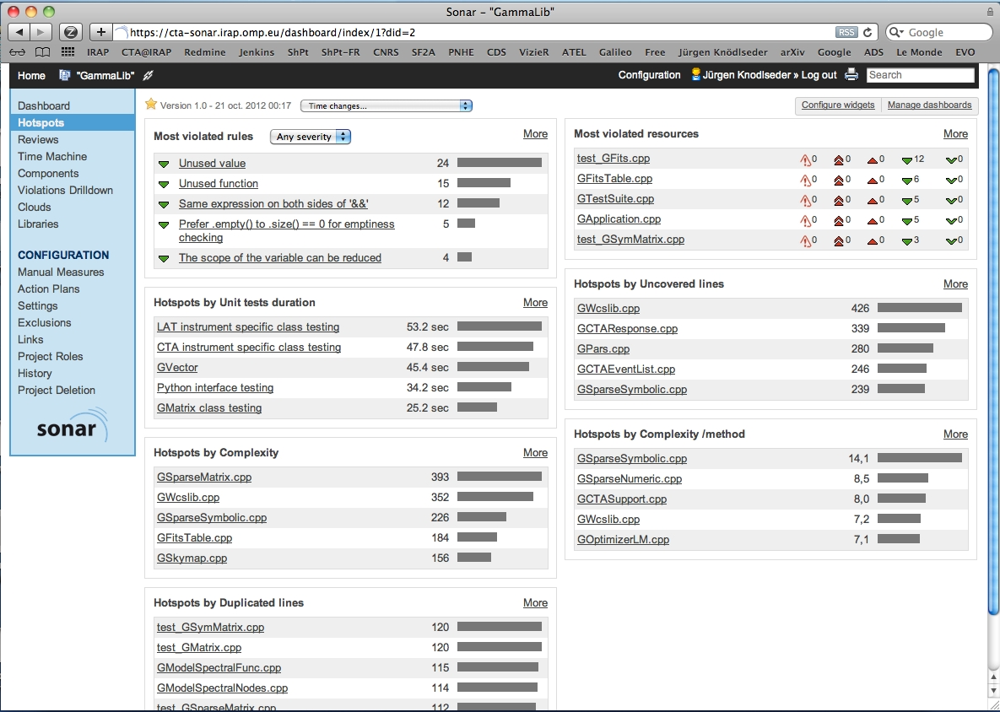 Sonar – "GammaLib"
https://cta-sonar.irap.omp.eu/dashboard/index/1?did=2 RSS Google
IRAP CTA@IRAP Redmine Jenkins ShPt ShPt-FR CNRS SF2A PNHE CDS VizieR ATEL Galileo Free Jürgen Knödlseder arXiv Google ADS Le Monde EVO
Home "GammaLib" Configuration Jürgen Knodlseder » Log out Search
Dashboard
Hotspots
Reviews
Time Machine
Components
Violations Drilldown
Clouds
Libraries
CONFIGURATION
Manual Measures
Action Plans
Settings
Exclusions
Links
Project Roles
History
Project Deletion
sonar
Version 1.0 - 21 oct. 2012 00:17 Time changes... Configure widgets Manage dashboards
Most violated rules Any severity More
Unused value 24
Unused function 15
Same expression on both sides of '&&' 12
Prefer .empty() to .size() == 0 for emptiness 5
checking
The scope of the variable can be reduced 4
Hotspots by Unit tests duration More
LAT instrument specific class testing 53.2 sec
CTA instrument specific class testing 47.8 sec
GVector 45.4 sec
Python interface testing 34.2 sec
GMatrix class testing 25.2 sec
Hotspots by Complexity More
GSparseMatrix.cpp 393
GWcslib.cpp 352
GSparseSymbolic.cpp 226
GFitsTable.cpp 184
GSkymap.cpp 156
Hotspots by Duplicated lines More
test_GSymMatrix.cpp 120
test_GMatrix.cpp 120
GModelSpectralFunc.cpp 115
GModelSpectralNodes.cpp 114
test_GSparseMatrix.cpp 112
Most violated resources More
test_GFits.cpp 0 0 0 12 0
GFitsTable.cpp 0 0 0 6 0
GTestSuite.cpp 0 0 0 5 0
GApplication.cpp 0 0 0 5 0
test_GSymMatrix.cpp 0 0 0 3 0
Hotspots by Uncovered lines More
GWcslib.cpp 426
GCTAResponse.cpp 339
GPars.cpp 280
GCTAEventList.cpp 246
GSparseSymbolic.cpp 239
Hotspots by Complexity /method More
GSparseSymbolic.cpp 14,1
GSparseNumeric.cpp 8,5
GCTASupport.cpp 8,0
GWcslib.cpp 7,2
GOptimizerLM.cpp 7,1